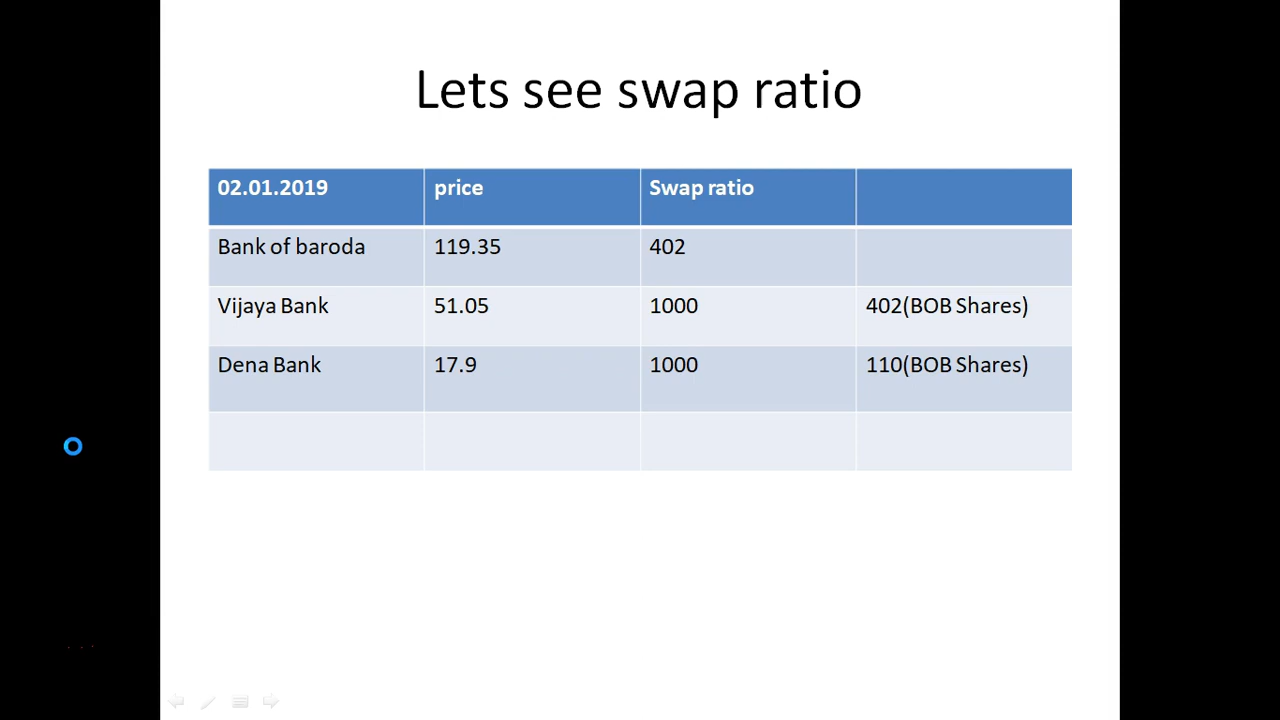 Lets see swap ratio
02.01.2019 price Swap ratio
Bank of baroda 119.35 402
Vijaya Bank 51.05 1000 402(BOB Shares)
Dena Bank 17.9 1000 110(BOB Shares)